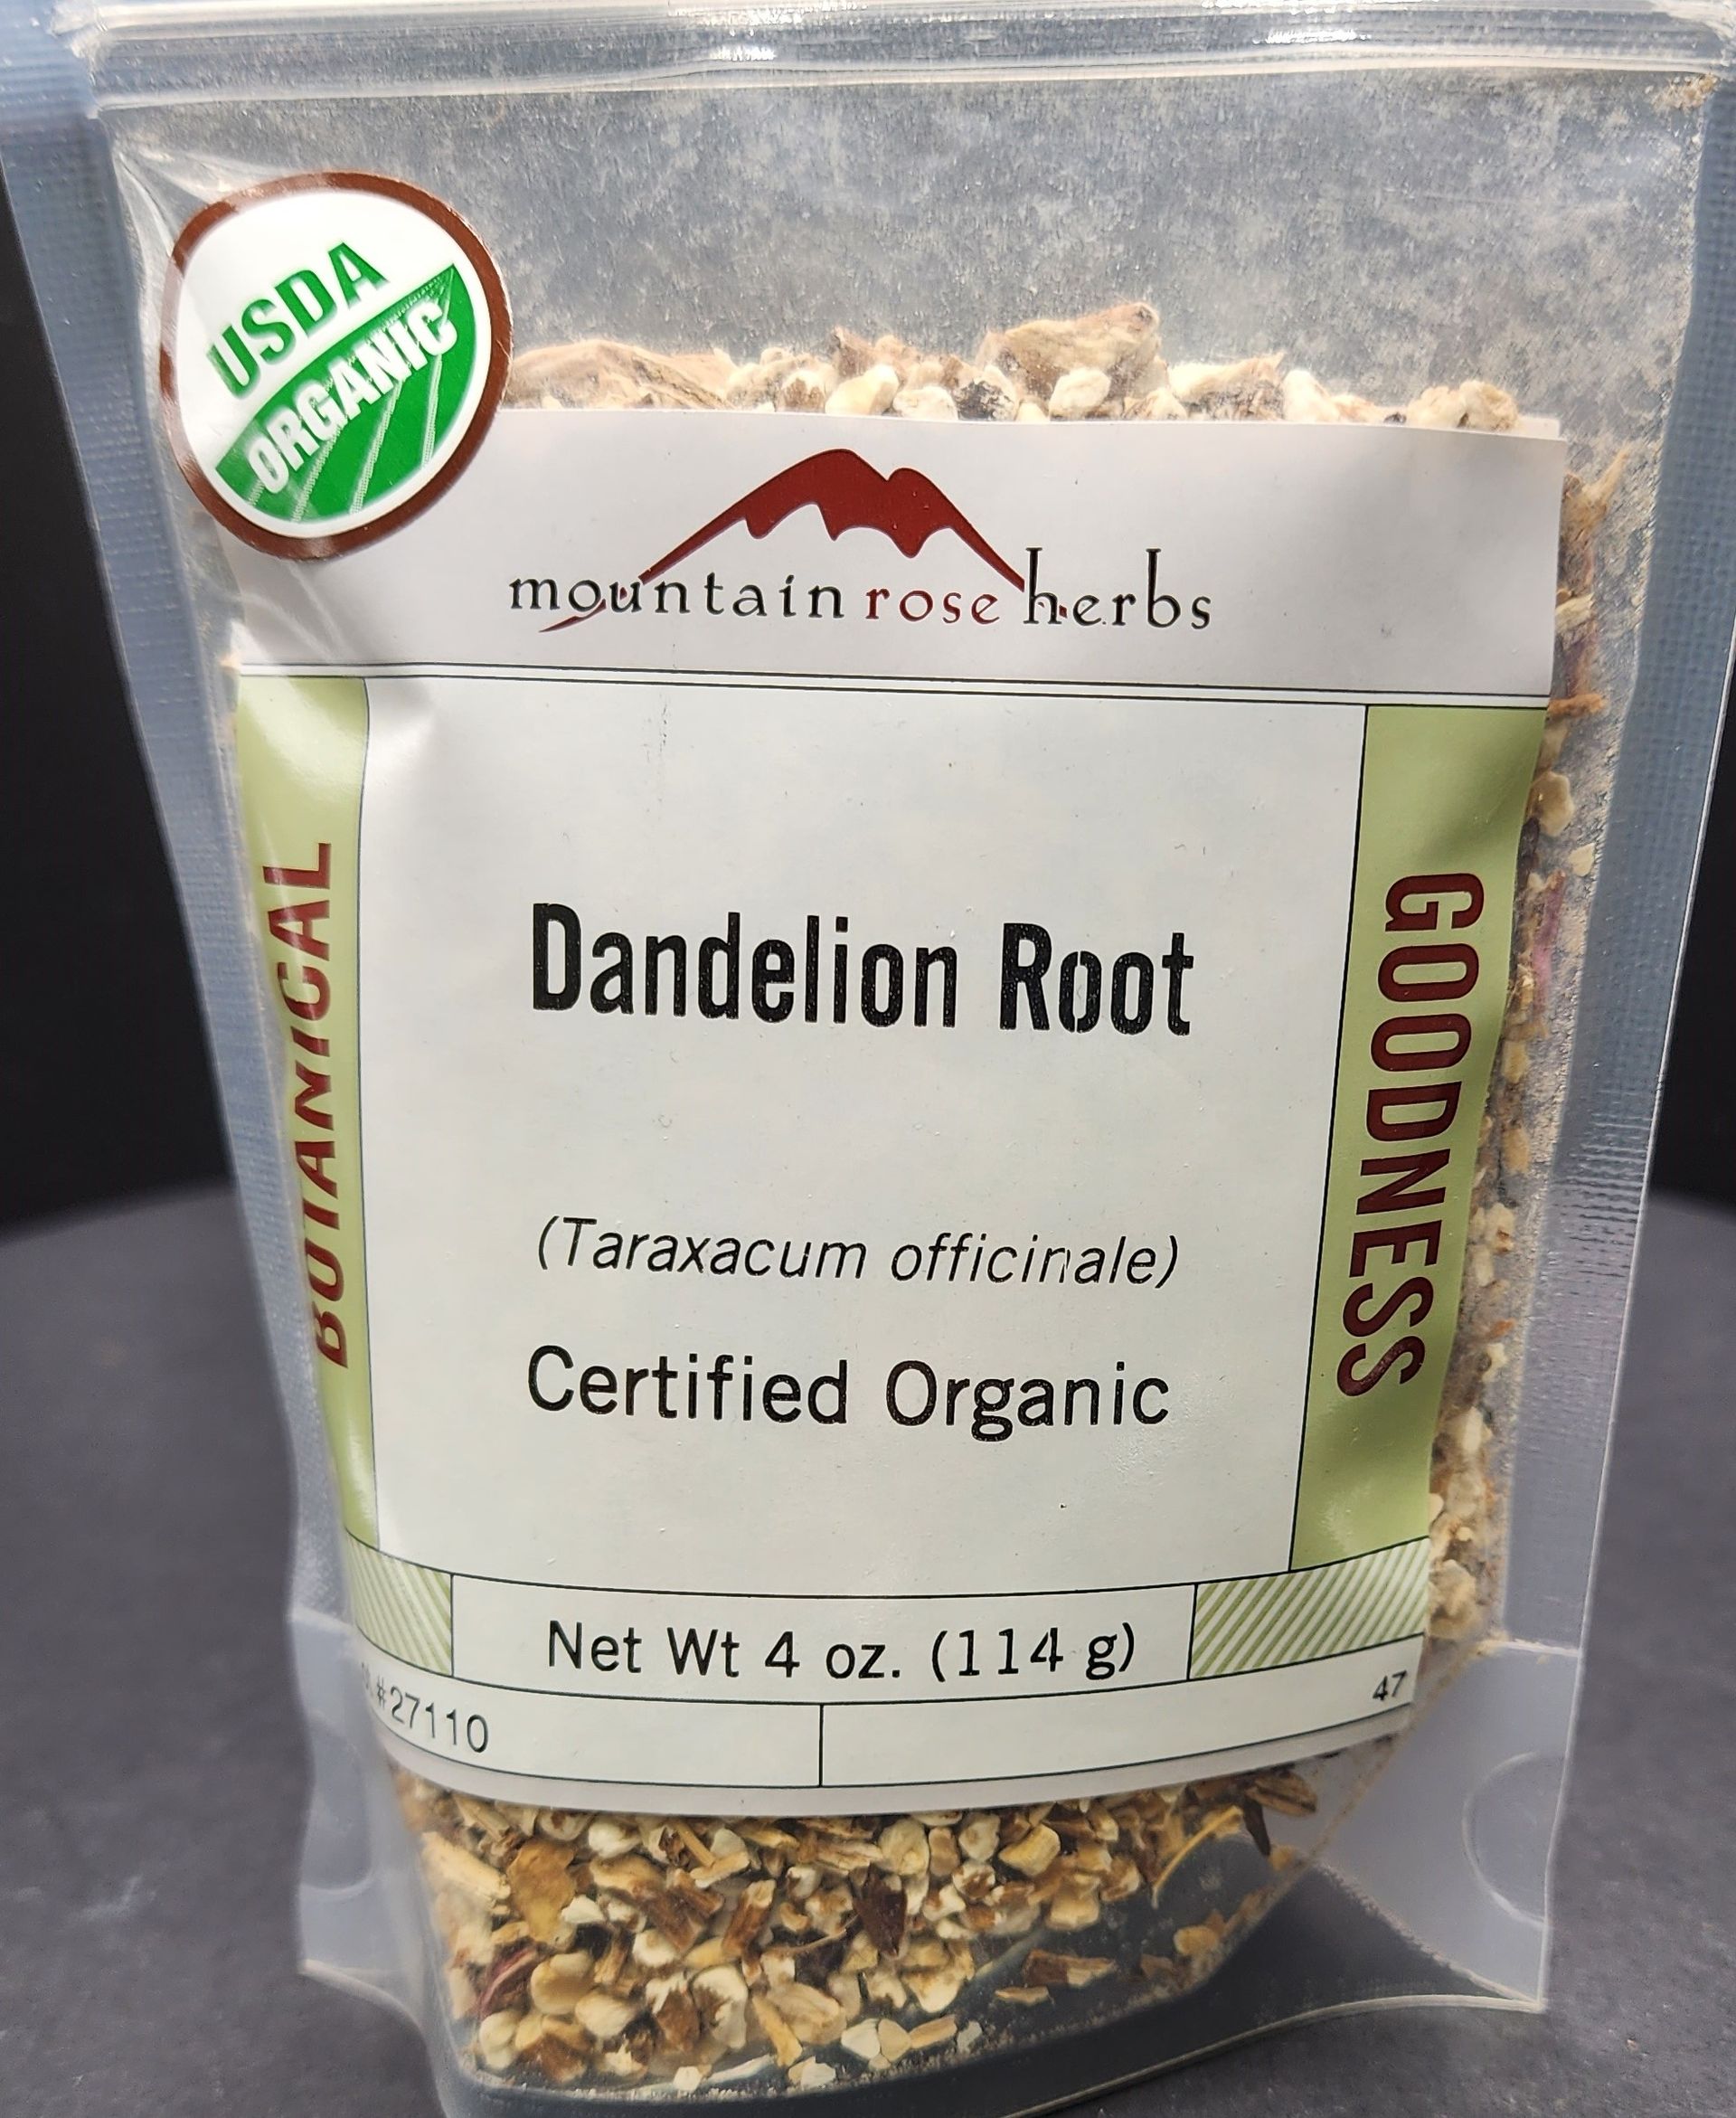 USDA
ORGANIC
mountain rose herbs
BOTANICAL
GOODNESS
Dandelion Root
(Taraxacum officinale)
Certified Organic
Net Wt 4 oz. (114 g)
#27110
47